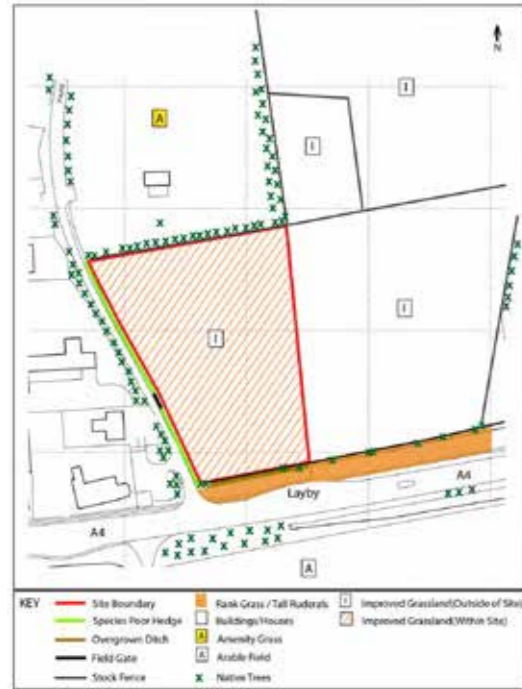 N
I
A
I
I
I
Layby
A4
A4
A
KEY
Site Boundary
Species Poor Hedge
Overgrown Ditch
Field Gate
Stock Fence
Rank Grass / Tall Ruderals
Buildings/Houses
A Amenity Grass
A Arable Field
x Native Trees
I Improved Grassland(Outside of Site)
Improved Grassland(Within Site)